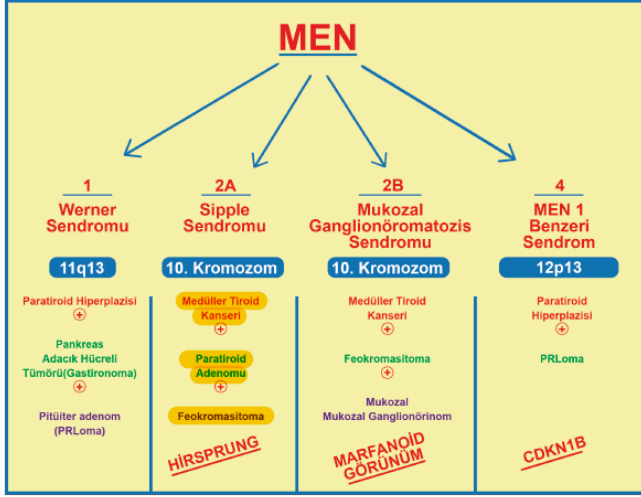 MEN
1
Werner
Sendromu
11q13
Paratiroid Hiperplazisi
+
Pankreas
Adacık Hücreli
Tümörü(Gastironoma)
+
Pitüiter adenom
(PRLoma)
2A
Sipple
Sendromu
10. Kromozom
Medüller Tiroid
Kanseri
+
Paratiroid
Adenomu
+
Feokromasitoma
HİRSPRUNG
2B
Mukozal
Ganglionöromatozis
Sendromu
10. Kromozom
Medüller Tiroid
Kanseri
+
Feokromasitoma
+
Mukozal
Mukozal Ganglionörinom
MARFANOİD
GÖRÜNÜM
4
MEN 1
Benzeri
Sendrom
12p13
Paratiroid
Hiperplazisi
+
PRLoma
CDKN1B